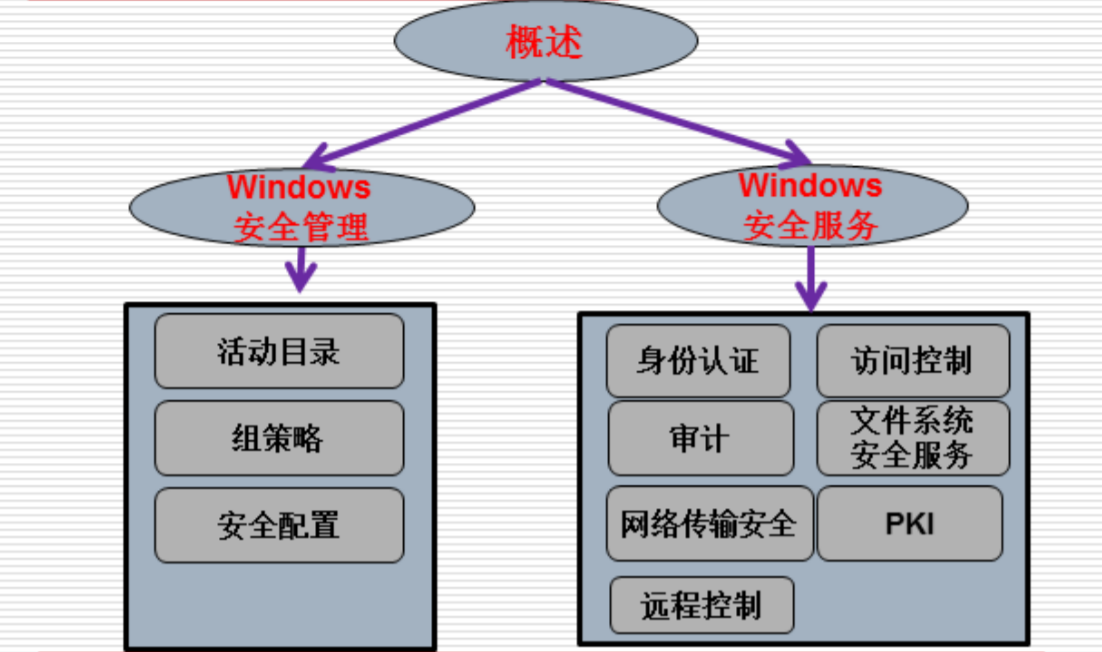 概述
Windows
安全管理
Windows
安全服务
活动目录
组策略
安全配置
身份认证
访问控制
审计
文件系统
安全服务
网络传输安全
PKI
远程控制